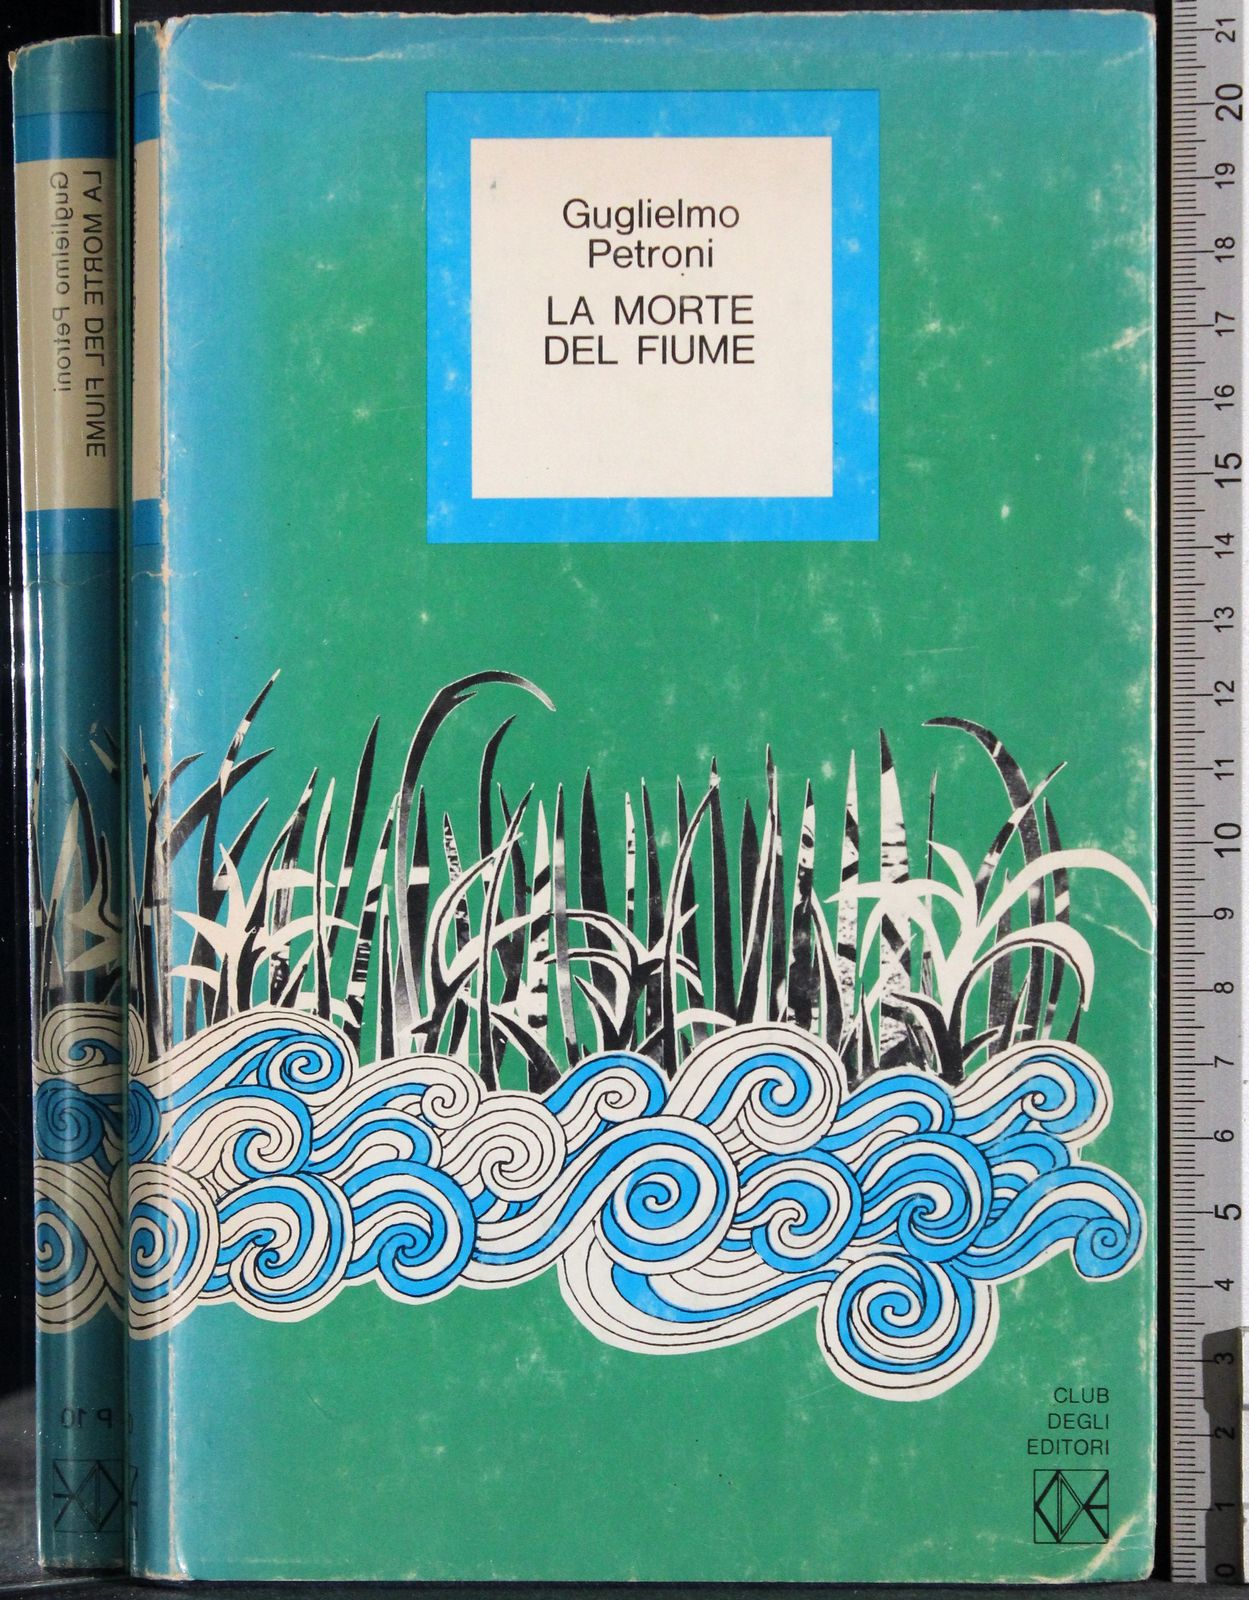 Guglielmo
Petroni
LA MORTE
DEL FIUME
CLUB
DEGLI
EDITORI
CDE
Guglielmo Petroni
LA MORTE DEL FIUME
P 10
21
20
19
18
17
16
15
14
13
12
11
10
9
8
7
6
5
4
3
2
1
0